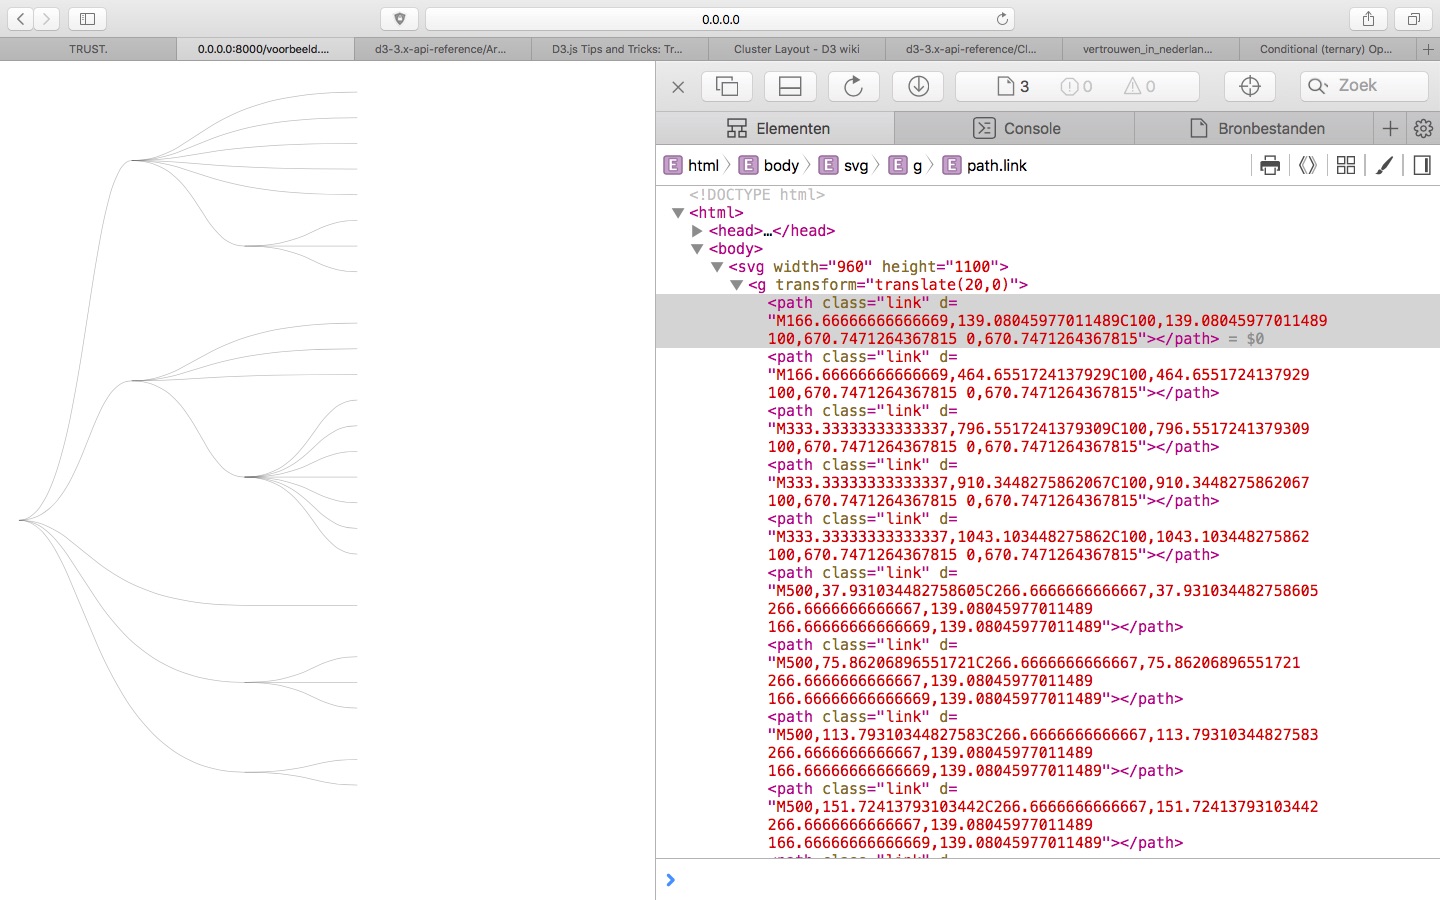 0.0.0.0
TRUST.
0.0.0.0:8000/voorbeeld....
d3-3.x-api-reference/Ar...
D3.js Tips and Tricks: Tr...
Cluster Layout - D3 wiki
d3-3.x-api-reference/Cl...
vertrouwen_in_nederlan...
Conditional (ternary) Op...
+
3
0
0
Zoek
Elementen
Console
Bronbestanden
E html
E body
E svg
E g
E path.link
<!DOCTYPE html>
<html>
<head>…</head>
<body>
<svg width="960" height="1100">
<g transform="translate(20,0)">
<path class="link" d=
"M166.66666666666669,139.08045977011489C100,139.08045977011489
100,670.7471264367815 0,670.7471264367815"></path> = $0
<path class="link" d=
"M166.66666666666669,464.6551724137929C100,464.6551724137929
100,670.7471264367815 0,670.7471264367815"></path>
<path class="link" d=
"M333.33333333333337,796.5517241379309C100,796.5517241379309
100,670.7471264367815 0,670.7471264367815"></path>
<path class="link" d=
"M333.33333333333337,910.3448275862067C100,910.3448275862067
100,670.7471264367815 0,670.7471264367815"></path>
<path class="link" d=
"M333.33333333333337,1043.103448275862C100,1043.103448275862
100,670.7471264367815 0,670.7471264367815"></path>
<path class="link" d=
"M500,37.931034482758605C266.6666666666667,37.931034482758605
266.6666666666667,139.08045977011489
166.66666666666669,139.08045977011489"></path>
<path class="link" d=
"M500,75.86206896551721C266.6666666666667,75.86206896551721
266.6666666666667,139.08045977011489
166.66666666666669,139.08045977011489"></path>
<path class="link" d=
"M500,113.79310344827583C266.6666666666667,113.79310344827583
266.6666666666667,139.08045977011489
166.66666666666669,139.08045977011489"></path>
<path class="link" d=
"M500,151.72413793103442C266.6666666666667,151.72413793103442
266.6666666666667,139.08045977011489
166.66666666666669,139.08045977011489"></path>